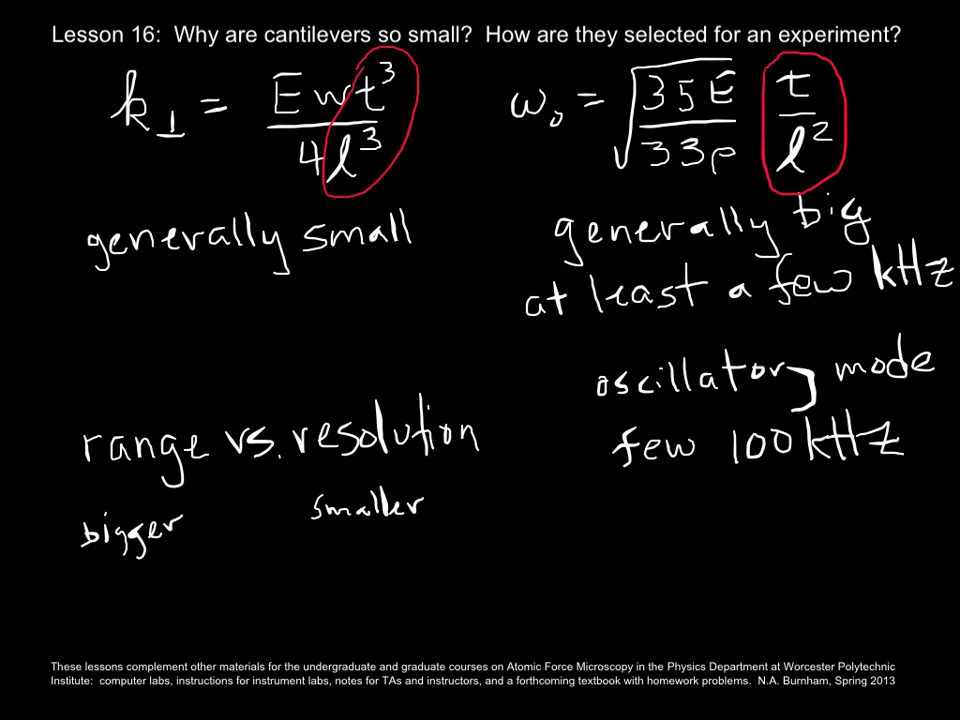 Lesson 16: Why are cantilevers so small? How are they selected for an experiment?
k⊥ = Ewt³ / 4l³
ω₀ = √(35E / 33ρ) t / l²
generally small
generally big
at least a few kHz
oscillatory mode
few 100 kHz
range vs. resolution
bigger smaller
These lessons complement other materials for the undergraduate and graduate courses on Atomic Force Microscopy in the Physics Department at Worcester Polytechnic
Institute: computer labs, instructions for instrument labs, notes for TAs and instructors, and a forthcoming textbook with homework problems. N.A. Burnham, Spring 2013